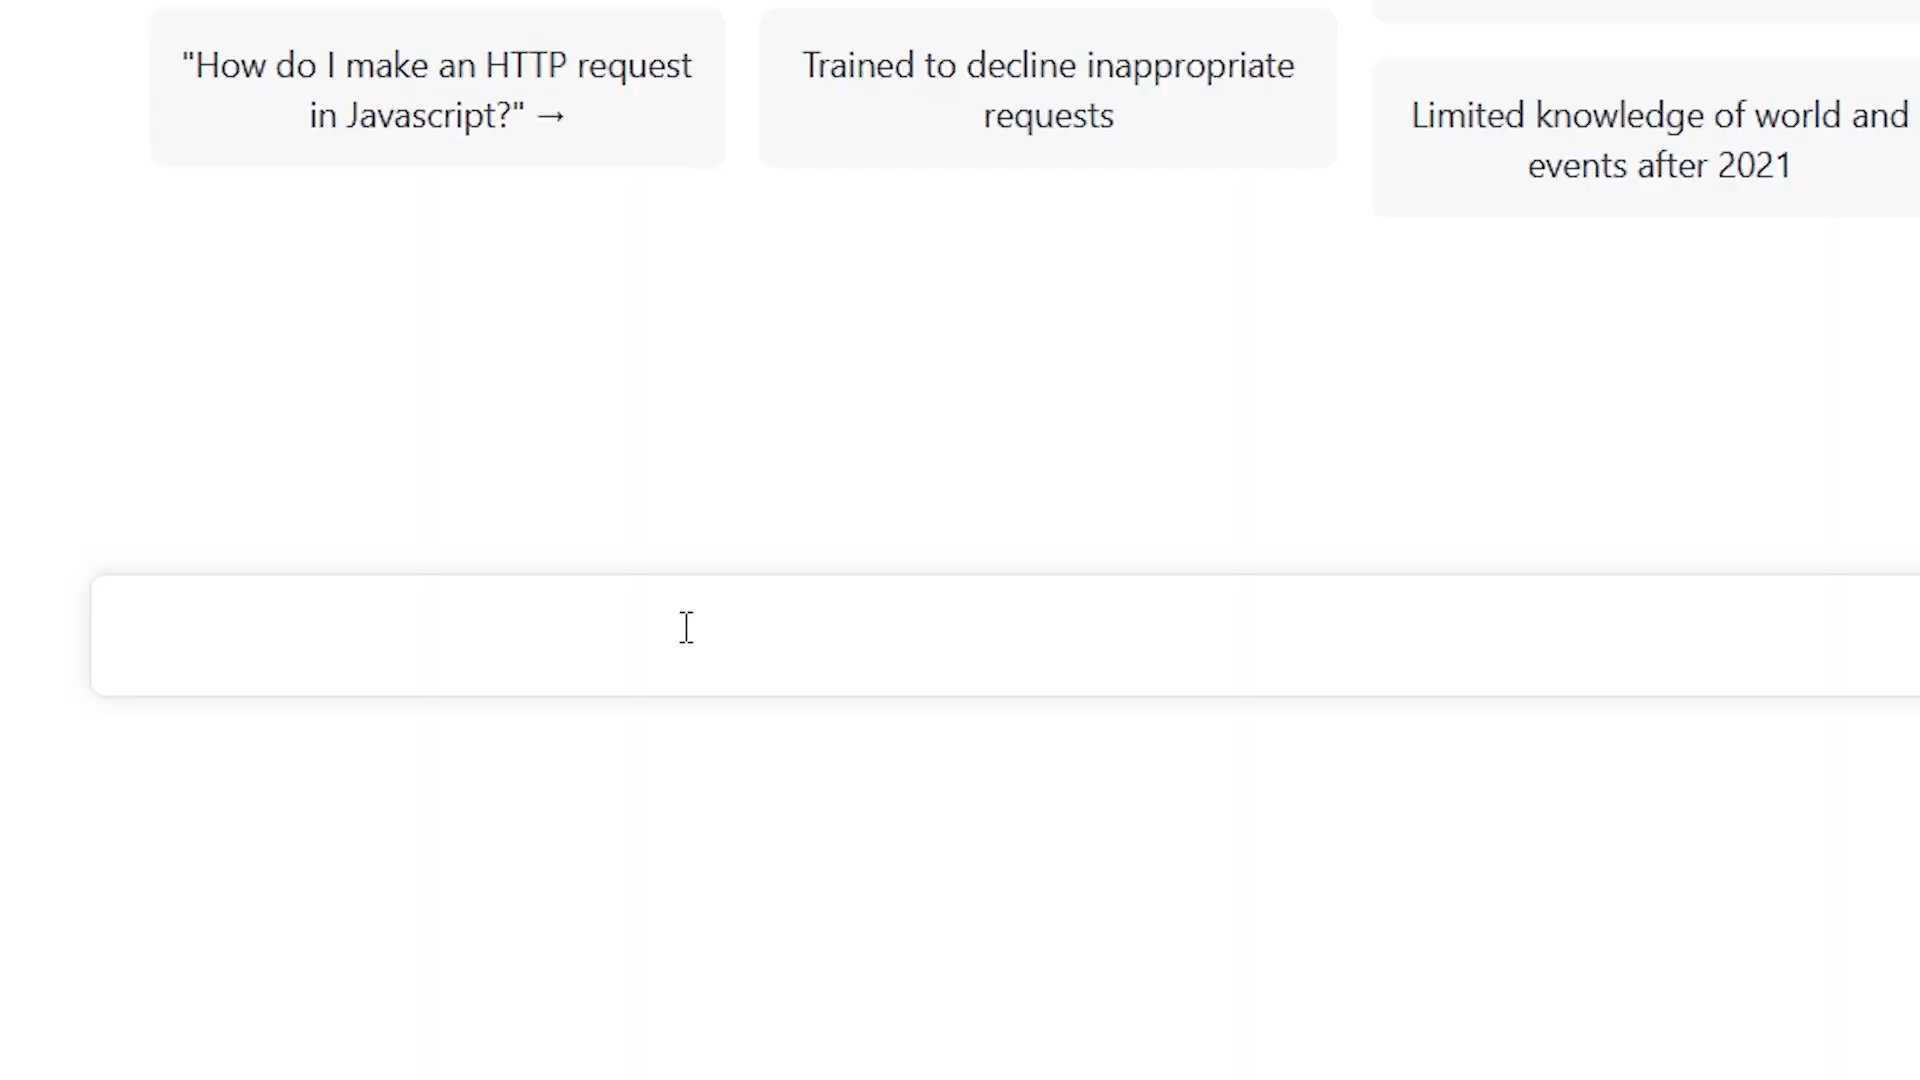 "How do I make an HTTP request
in Javascript?" →
Trained to decline inappropriate
requests
Limited knowledge of world and
events after 2021